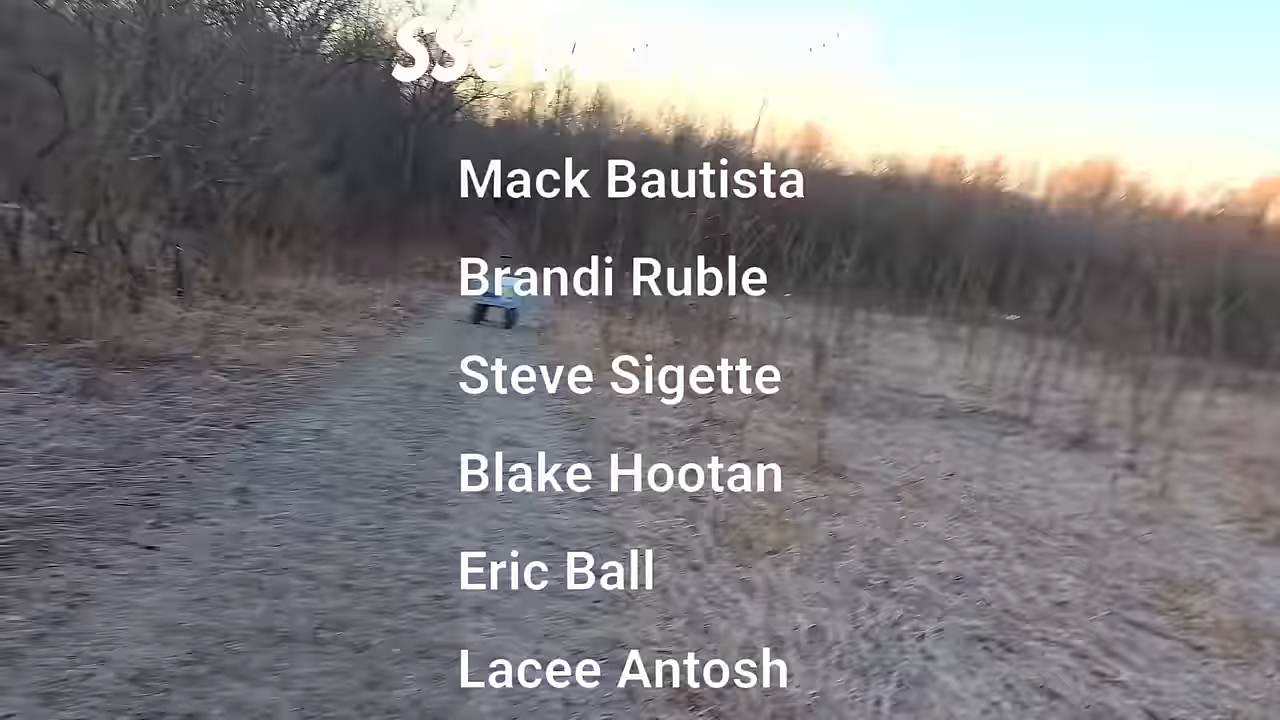 Mack Bautista
Brandi Ruble
Steve Sigette
Blake Hootan
Eric Ball
Lacee Antosh